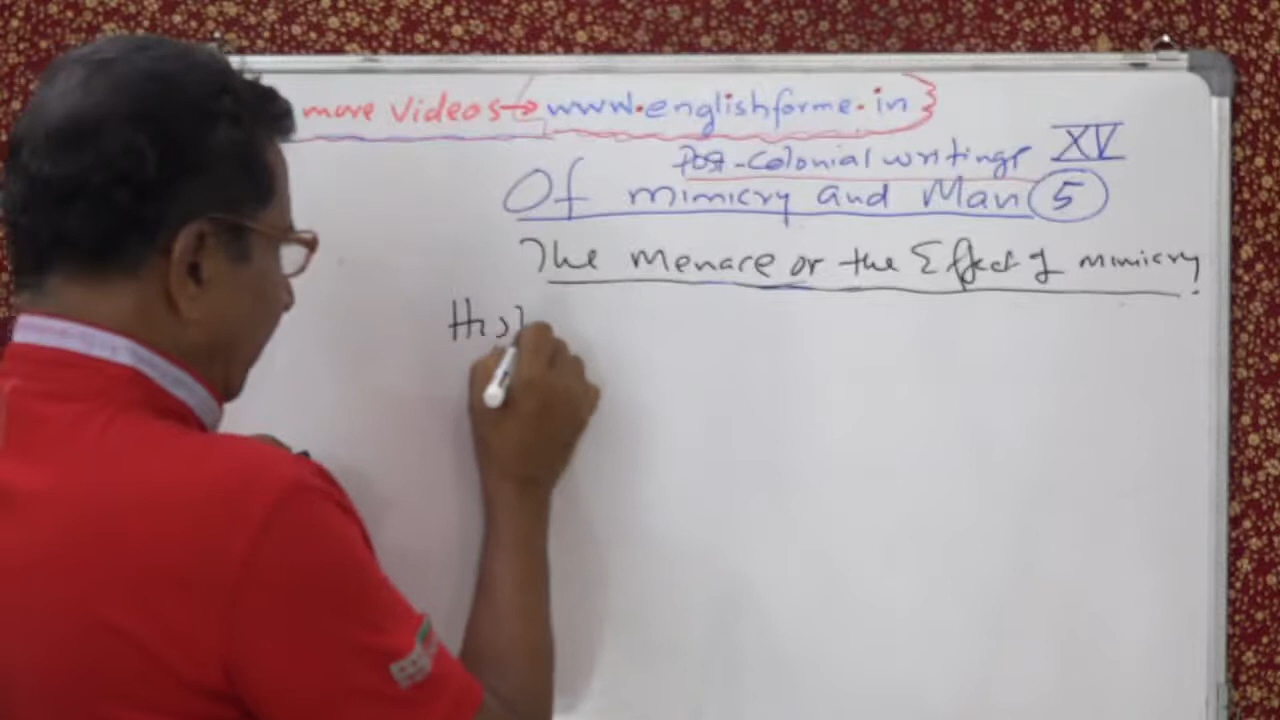 more Videos → www.englishforme.in
Post-Colonial writings XV
Of mimicry and Man 5
The Menace or the Effect of mimicry.
His